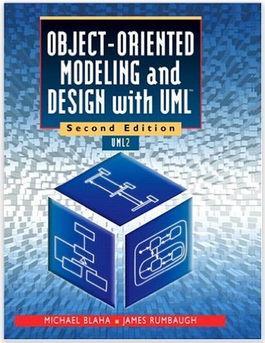 OBJECT-ORIENTED
MODELING and
DESIGN with UML™
Second Edition
UML2
MICHAEL BLAHA ■ JAMES RUMBAUGH